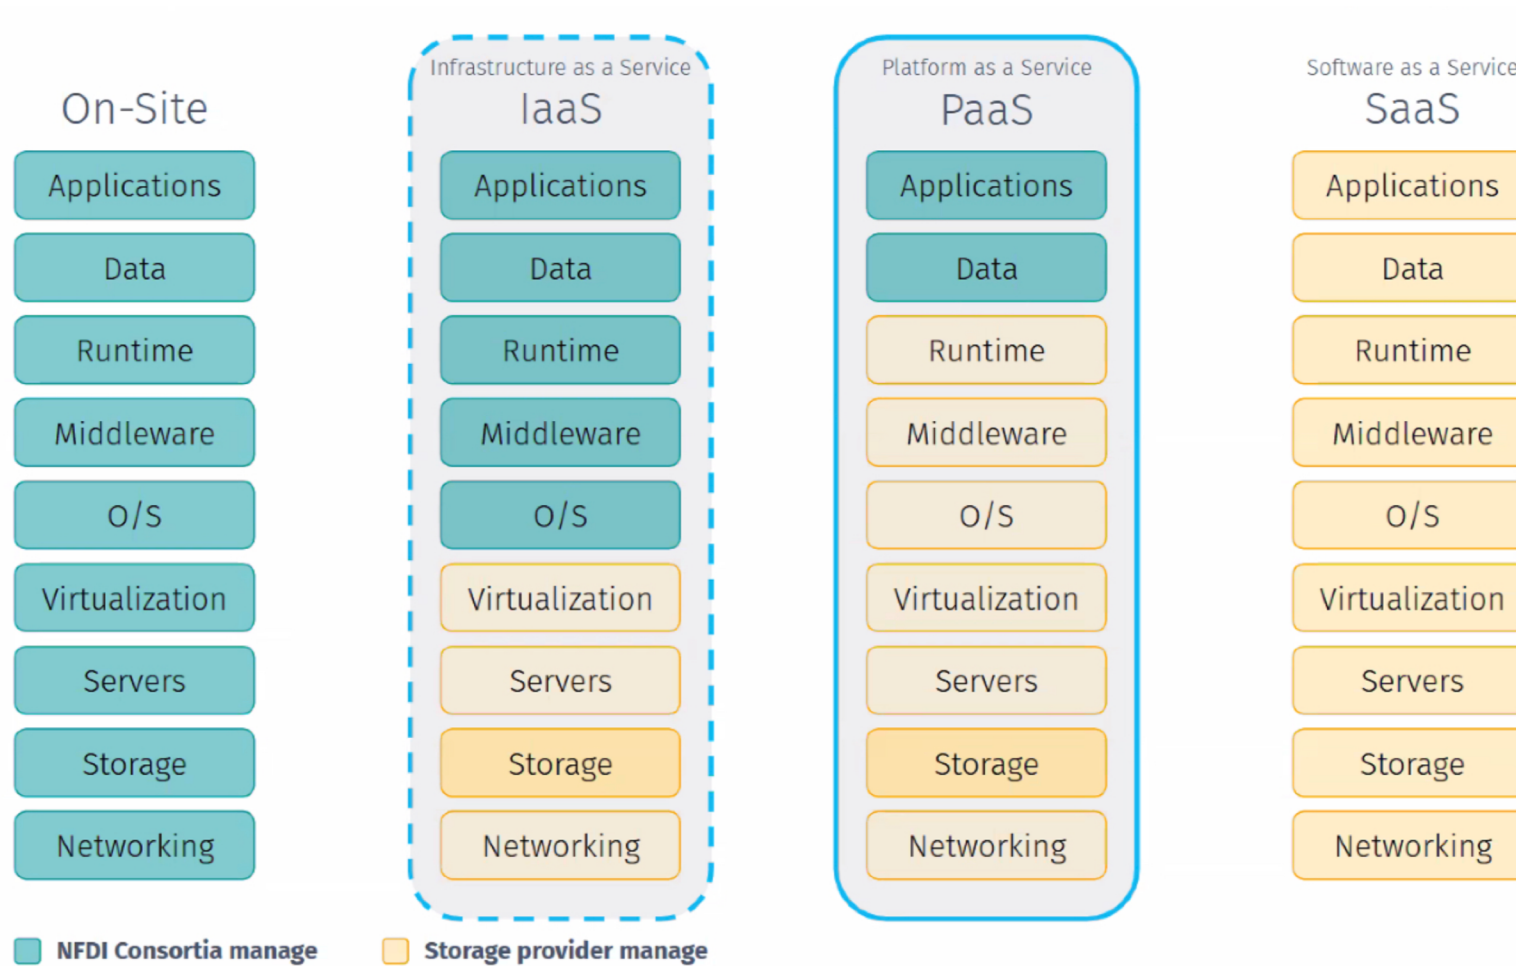 On-Site
Applications
Data
Runtime
Middleware
O/S
Virtualization
Servers
Storage
Networking
Infrastructure as a Service
IaaS
Applications
Data
Runtime
Middleware
O/S
Virtualization
Servers
Storage
Networking
Platform as a Service
PaaS
Applications
Data
Runtime
Middleware
O/S
Virtualization
Servers
Storage
Networking
Software as a Service
SaaS
Applications
Data
Runtime
Middleware
O/S
Virtualization
Servers
Storage
Networking
NFDI Consortia manage
Storage provider manage